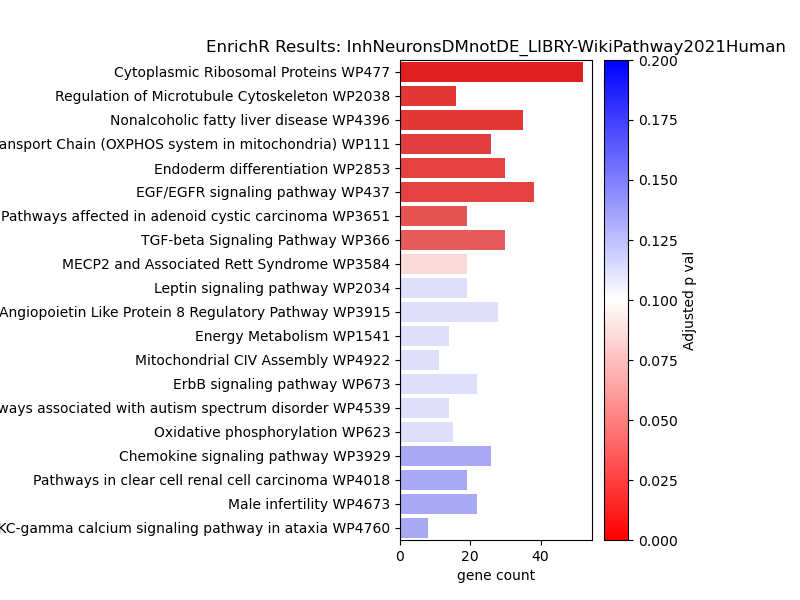 EnrichR Results: InhNeuronsDMnotDE_LIBRY-WikiPathway2021Human
Cytoplasmic Ribosomal Proteins WP477
Regulation of Microtubule Cytoskeleton WP2038
Nonalcoholic fatty liver disease WP4396
ansport Chain (OXPHOS system in mitochondria) WP111
Endoderm differentiation WP2853
EGF/EGFR signaling pathway WP437
Pathways affected in adenoid cystic carcinoma WP3651
TGF-beta Signaling Pathway WP366
MECP2 and Associated Rett Syndrome WP3584
Leptin signaling pathway WP2034
Angiopoietin Like Protein 8 Regulatory Pathway WP3915
Energy Metabolism WP1541
Mitochondrial CIV Assembly WP4922
ErbB signaling pathway WP673
ways associated with autism spectrum disorder WP4539
Oxidative phosphorylation WP623
Chemokine signaling pathway WP3929
Pathways in clear cell renal cell carcinoma WP4018
Male infertility WP4673
KC-gamma calcium signaling pathway in ataxia WP4760
0 20 40
gene count
0.200
0.175
0.150
0.125
0.100
0.075
0.050
0.025
0.000
Adjusted p val